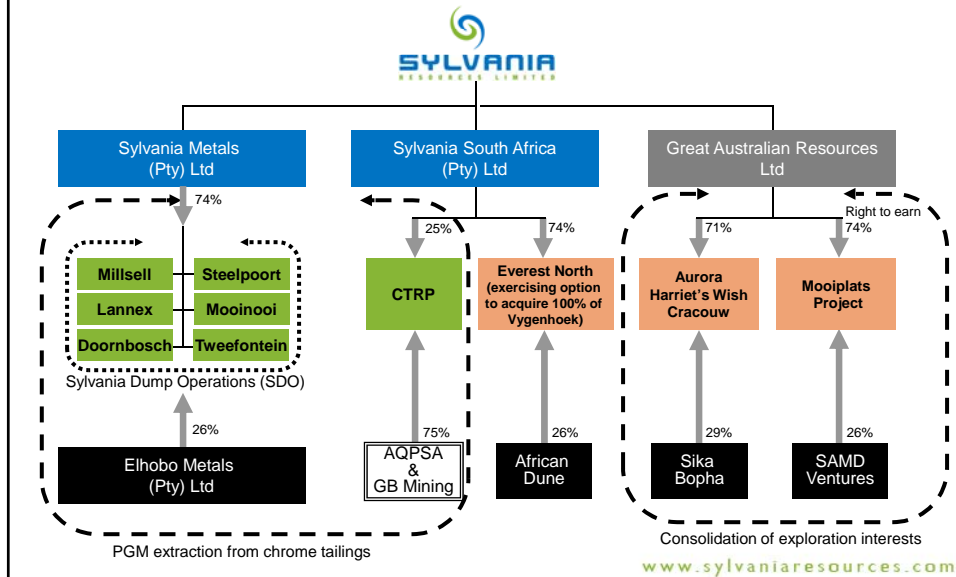 SYLVANIA
RESOURCES LIMITED
Sylvania Metals
(Pty) Ltd
Sylvania South Africa
(Pty) Ltd
Great Australian Resources
Ltd
74%
25%
74%
71%
Right to earn
74%
Millsell
Steelpoort
Lannex
Mooinooi
Doornbosch
Tweefontein
Sylvania Dump Operations (SDO)
CTRP
Everest North
(exercising option
to acquire 100% of
Vygenhoek)
Aurora
Harriet's Wish
Cracouw
Mooiplats
Project
26%
75%
26%
29%
26%
Elhobo Metals
(Pty) Ltd
AQPSA
&
GB Mining
African
Dune
Sika
Bopha
SAMD
Ventures
PGM extraction from chrome tailings
Consolidation of exploration interests
www.sylvaniaresources.com